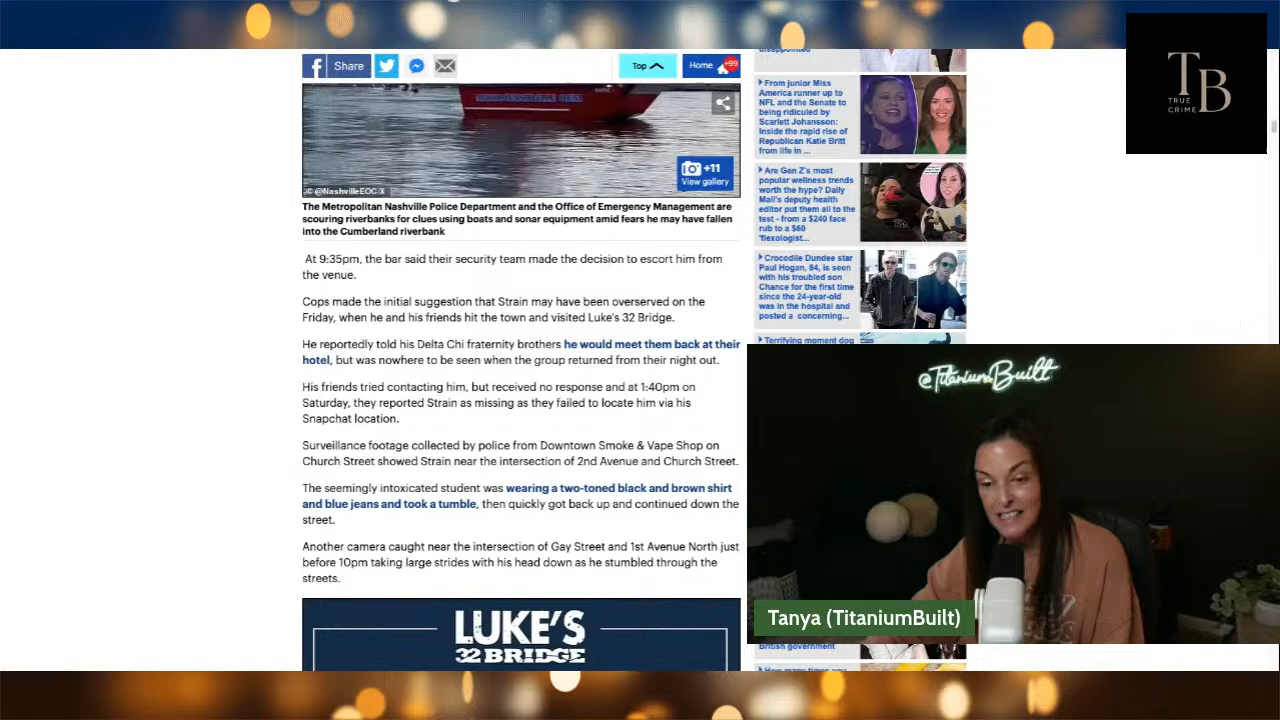 Share
Top
Home
+99
+11
View gallery
© @NashvilleEOC/X
The Metropolitan Nashville Police Department and the Office of Emergency Management are
scouring riverbanks for clues using boats and sonar equipment amid fears he may have fallen
into the Cumberland riverbank
At 9:35pm, the bar said their security team made the decision to escort him from
the venue.
Cops made the initial suggestion that Strain may have been overserved on the
Friday, when he and his friends hit the town and visited Luke's 32 Bridge.
He reportedly told his Delta Chi fraternity brothers he would meet them back at their
hotel, but was nowhere to be seen when the group returned from their night out.
His friends tried contacting him, but received no response and at 1:40pm on
Saturday, they reported Strain as missing as they failed to locate him via his
Snapchat location.
Surveillance footage collected by police from Downtown Smoke & Vape Shop on
Church Street showed Strain near the intersection of 2nd Avenue and Church Street.
The seemingly intoxicated student was wearing a two-toned black and brown shirt
and blue jeans and took a tumble, then quickly got back up and continued down the
street.
Another camera caught near the intersection of Gay Street and 1st Avenue North just
before 10pm taking large strides with his head down as he stumbled through the
streets.
LUKE'S
32 BRIDGE
disappointed
From junior Miss
America runner up to
NFL and the Senate to
being ridiculed by
Scarlett Johansson:
Inside the rapid rise of
Republican Katie Britt
from life in ...
Are Gen Z's most
popular wellness trends
worth the hype? Daily
Mail's deputy health
editor put them all to the
test - from a $240 face
rub to a $60
'flexologist...
Crocodile Dundee star
Paul Hogan, 84, is seen
with his troubled son
Chance for the first time
since the 24-year-old
was in the hospital and
posted a concerning...
Terrifying moment dog
British government
How many times you
TB
TRUE
CRIME
@TitaniumBuilt
Tanya (TitaniumBuilt)